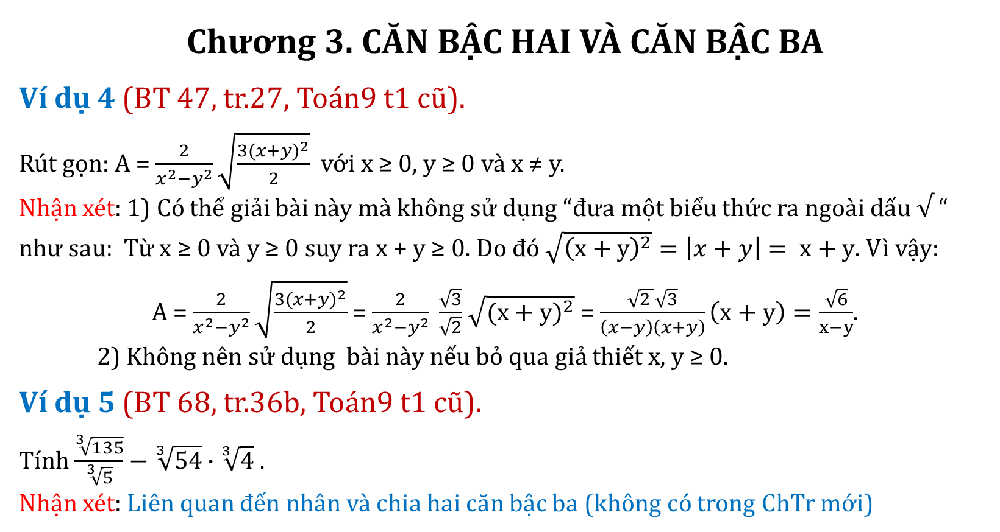 Chương 3. CĂN BẬC HAI VÀ CĂN BẬC BA
Ví dụ 4 (BT 47, tr.27, Toán9 t1 cũ).
Rút gọn: A = \frac{2}{x^2-y^2}\sqrt{\frac{3(x+y)^2}{2}} với x ≥ 0, y ≥ 0 và x ≠ y.
Nhận xét: 1) Có thể giải bài này mà không sử dụng “đưa một biểu thức ra ngoài dấu √ “
như sau: Từ x ≥ 0 và y ≥ 0 suy ra x + y ≥ 0. Do đó \sqrt{(x + y)^2} = |x + y| = x + y. Vì vậy:
A = \frac{2}{x^2-y^2}\sqrt{\frac{3(x+y)^2}{2}} = \frac{2}{x^2-y^2} \frac{\sqrt{3}}{\sqrt{2}} \sqrt{(x + y)^2} = \frac{\sqrt{2}\sqrt{3}}{(x-y)(x+y)} (x + y) = \frac{\sqrt{6}}{x-y}.
2) Không nên sử dụng bài này nếu bỏ qua giả thiết x, y ≥ 0.
Ví dụ 5 (BT 68, tr.36b, Toán9 t1 cũ).
Tính \frac{\sqrt[3]{135}}{\sqrt[3]{5}} − \sqrt[3]{54} · \sqrt[3]{4} .
Nhận xét: Liên quan đến nhân và chia hai căn bậc ba (không có trong ChTr mới)